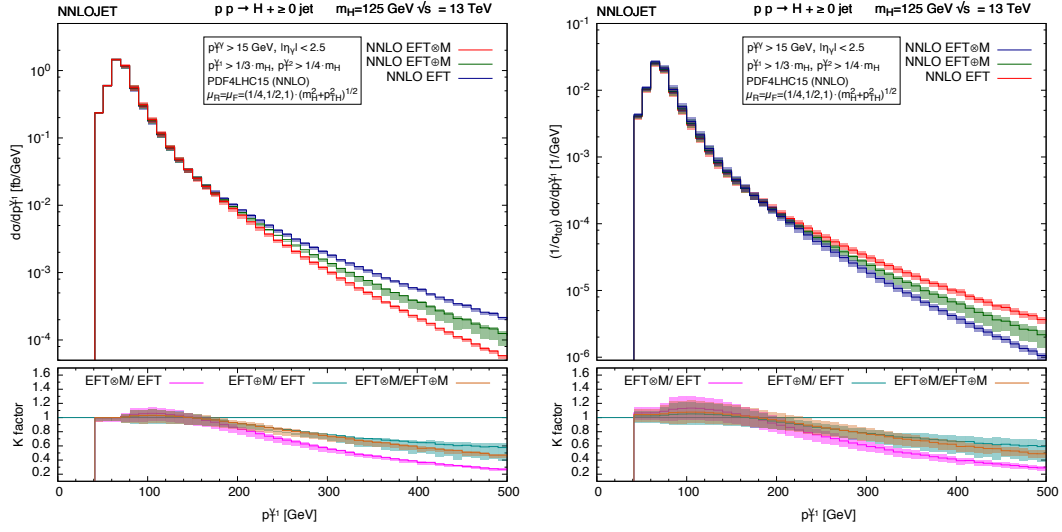 NNLOJET p p → H + ≥ 0 jet m_H=125 GeV √s = 13 TeV
p_T^γγ > 15 GeV, |η_γ| < 2.5
p_T^γ1 > 1/3 · m_H, p_T^γ2 > 1/4 · m_H
PDF4LHC15 (NNLO)
μ_R=μ_F=(1/4,1/2,1) · (m_H^2+p_TH^2)^1/2
NNLO EFT⊗M
NNLO EFT⊕M
NNLO EFT
dσ/dp_T^γ1 [fb/GeV]
10^0
10^-1
10^-2
10^-3
10^-4
EFT⊗M/ EFT EFT⊕M/ EFT EFT⊗M/EFT⊕M
K factor
1.6
1.4
1.2
1
0.8
0.6
0.4
0.2
0 100 200 300 400 500
p_T^γ1 [GeV]
NNLOJET p p → H + ≥ 0 jet m_H=125 GeV √s = 13 TeV
p_T^γγ > 15 GeV, |η_γ| < 2.5
p_T^γ1 > 1/3 · m_H, p_T^γ2 > 1/4 · m_H
PDF4LHC15 (NNLO)
μ_R=μ_F=(1/4,1/2,1) · (m_H^2+p_TH^2)^1/2
NNLO EFT⊗M
NNLO EFT⊕M
NNLO EFT
(1/σ_tot) dσ/dp_T^γ1 [1/GeV]
10^-1
10^-2
10^-3
10^-4
10^-5
10^-6
EFT⊗M/ EFT EFT⊕M/ EFT EFT⊗M/EFT⊕M
K factor
1.6
1.4
1.2
1
0.8
0.6
0.4
0.2
0 100 200 300 400 500
p_T^γ1 [GeV]